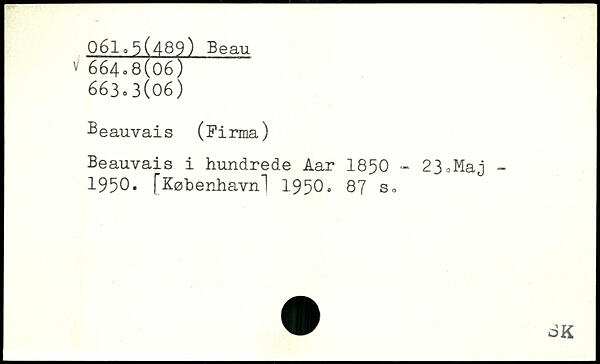 061.5(489) Beau
√ 664.8(06)
663.3(06)
Beauvais (Firma)
Beauvais i hundrede Aar 1850 - 23.Maj -
1950. [København] 1950. 87 s.
SK